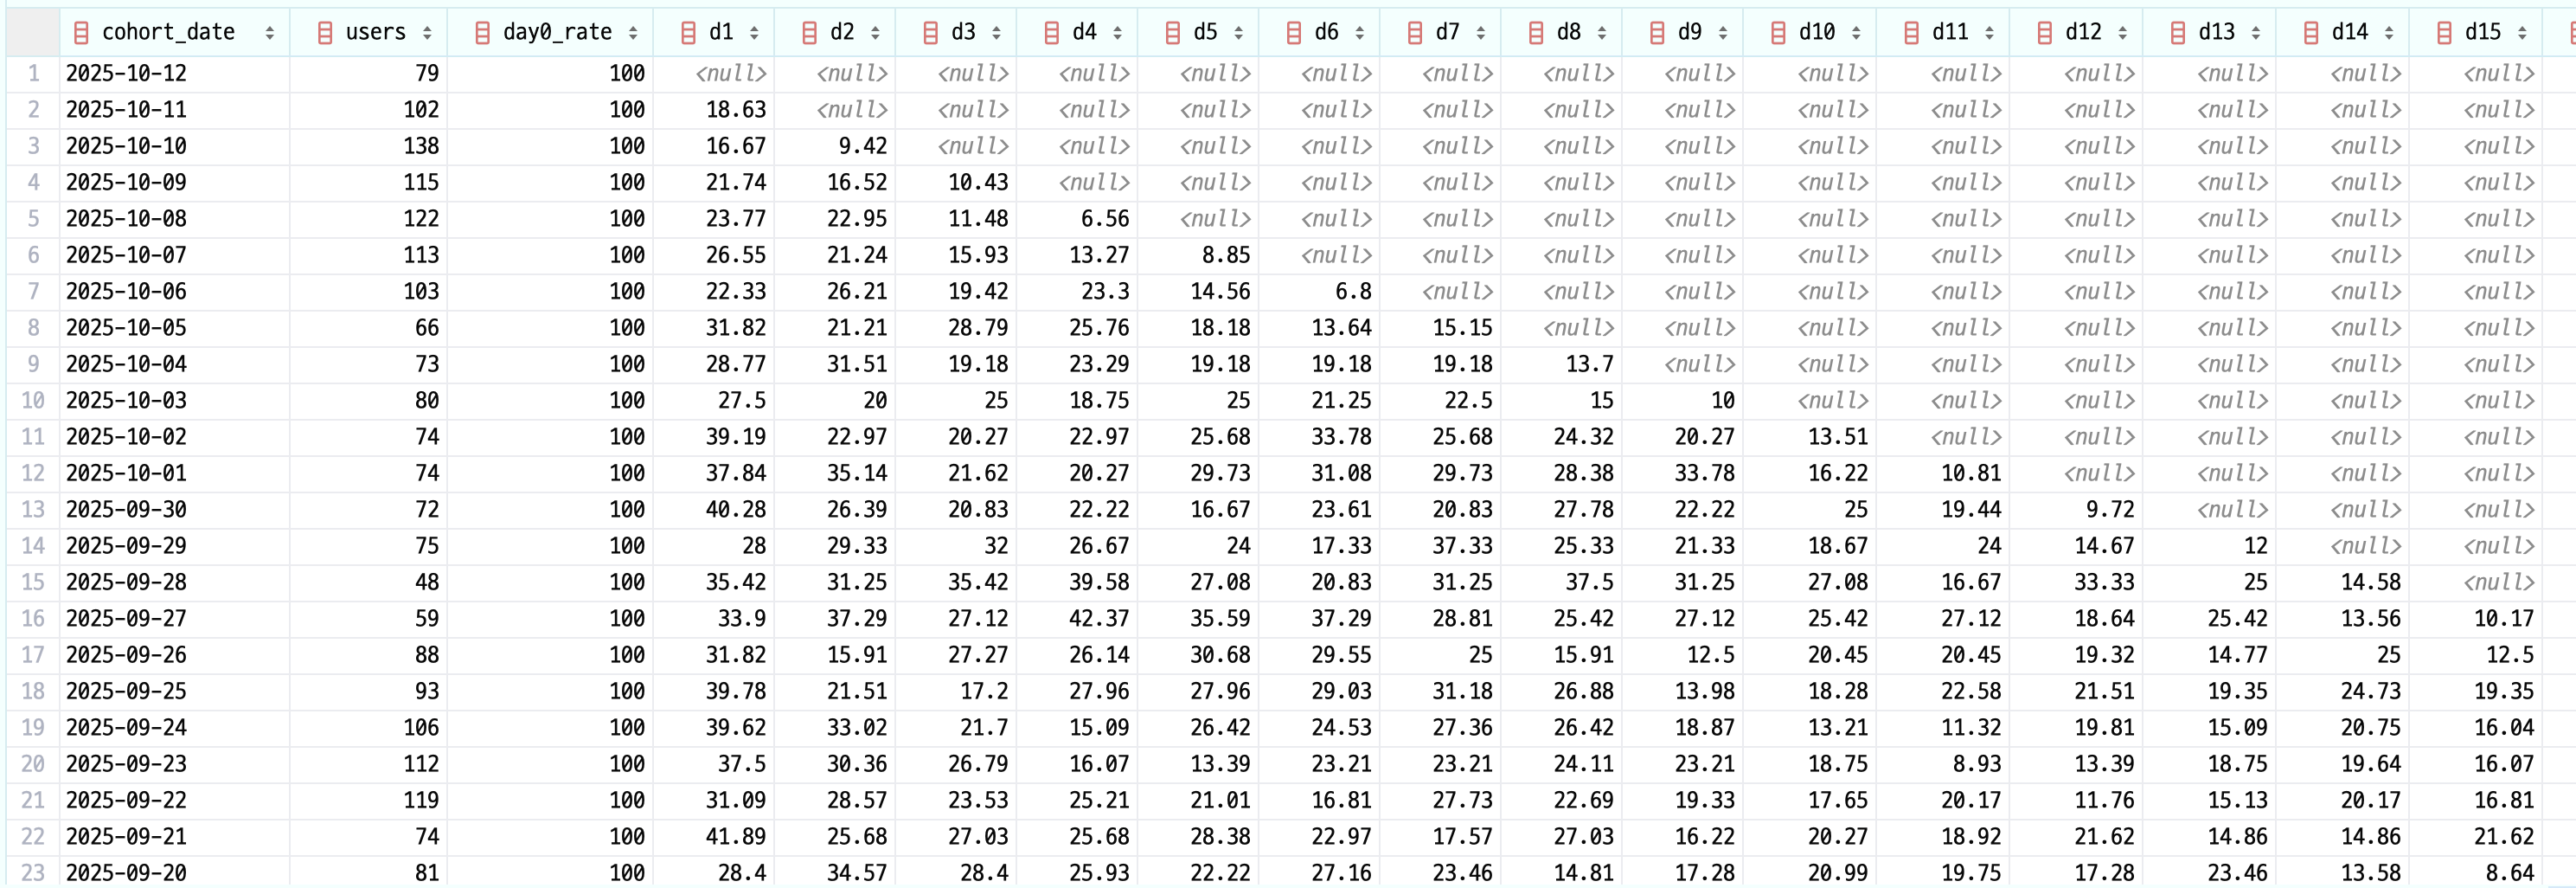 cohort_date users day0_rate d1 d2 d3 d4 d5 d6 d7 d8 d9 d10 d11 d12 d13 d14 d15
1 2025-10-12 79 100 <null> <null> <null> <null> <null> <null> <null> <null> <null> <null> <null> <null> <null> <null> <null>
2 2025-10-11 102 100 18.63 <null> <null> <null> <null> <null> <null> <null> <null> <null> <null> <null> <null> <null> <null>
3 2025-10-10 138 100 16.67 9.42 <null> <null> <null> <null> <null> <null> <null> <null> <null> <null> <null> <null> <null>
4 2025-10-09 115 100 21.74 16.52 10.43 <null> <null> <null> <null> <null> <null> <null> <null> <null> <null> <null> <null>
5 2025-10-08 122 100 23.77 22.95 11.48 6.56 <null> <null> <null> <null> <null> <null> <null> <null> <null> <null> <null>
6 2025-10-07 113 100 26.55 21.24 15.93 13.27 8.85 <null> <null> <null> <null> <null> <null> <null> <null> <null> <null>
7 2025-10-06 103 100 22.33 26.21 19.42 23.3 14.56 6.8 <null> <null> <null> <null> <null> <null> <null> <null> <null>
8 2025-10-05 66 100 31.82 21.21 28.79 25.76 18.18 13.64 15.15 <null> <null> <null> <null> <null> <null> <null> <null>
9 2025-10-04 73 100 28.77 31.51 19.18 23.29 19.18 19.18 19.18 13.7 <null> <null> <null> <null> <null> <null> <null>
10 2025-10-03 80 100 27.5 20 25 18.75 25 21.25 22.5 15 10 <null> <null> <null> <null> <null> <null>
11 2025-10-02 74 100 39.19 22.97 20.27 22.97 25.68 33.78 25.68 24.32 20.27 13.51 <null> <null> <null> <null> <null>
12 2025-10-01 74 100 37.84 35.14 21.62 20.27 29.73 31.08 29.73 28.38 33.78 16.22 10.81 <null> <null> <null> <null>
13 2025-09-30 72 100 40.28 26.39 20.83 22.22 16.67 23.61 20.83 27.78 22.22 25 19.44 9.72 <null> <null> <null>
14 2025-09-29 75 100 28 29.33 32 26.67 24 17.33 37.33 25.33 21.33 18.67 24 14.67 12 <null> <null>
15 2025-09-28 48 100 35.42 31.25 35.42 39.58 27.08 20.83 31.25 37.5 31.25 27.08 16.67 33.33 25 14.58 <null>
16 2025-09-27 59 100 33.9 37.29 27.12 42.37 35.59 37.29 28.81 25.42 27.12 25.42 27.12 18.64 25.42 13.56 10.17
17 2025-09-26 88 100 31.82 15.91 27.27 26.14 30.68 29.55 25 15.91 12.5 20.45 20.45 19.32 14.77 25 12.5
18 2025-09-25 93 100 39.78 21.51 17.2 27.96 27.96 29.03 31.18 26.88 13.98 18.28 22.58 21.51 19.35 24.73 19.35
19 2025-09-24 106 100 39.62 33.02 21.7 15.09 26.42 24.53 27.36 26.42 18.87 13.21 11.32 19.81 15.09 20.75 16.04
20 2025-09-23 112 100 37.5 30.36 26.79 16.07 13.39 23.21 23.21 24.11 23.21 18.75 8.93 13.39 18.75 19.64 16.07
21 2025-09-22 119 100 31.09 28.57 23.53 25.21 21.01 16.81 27.73 22.69 19.33 17.65 20.17 11.76 15.13 20.17 16.81
22 2025-09-21 74 100 41.89 25.68 27.03 25.68 28.38 22.97 17.57 27.03 16.22 20.27 18.92 21.62 14.86 14.86 21.62
23 2025-09-20 81 100 28.4 34.57 28.4 25.93 22.22 27.16 23.46 14.81 17.28 20.99 19.75 17.28 23.46 13.58 8.64